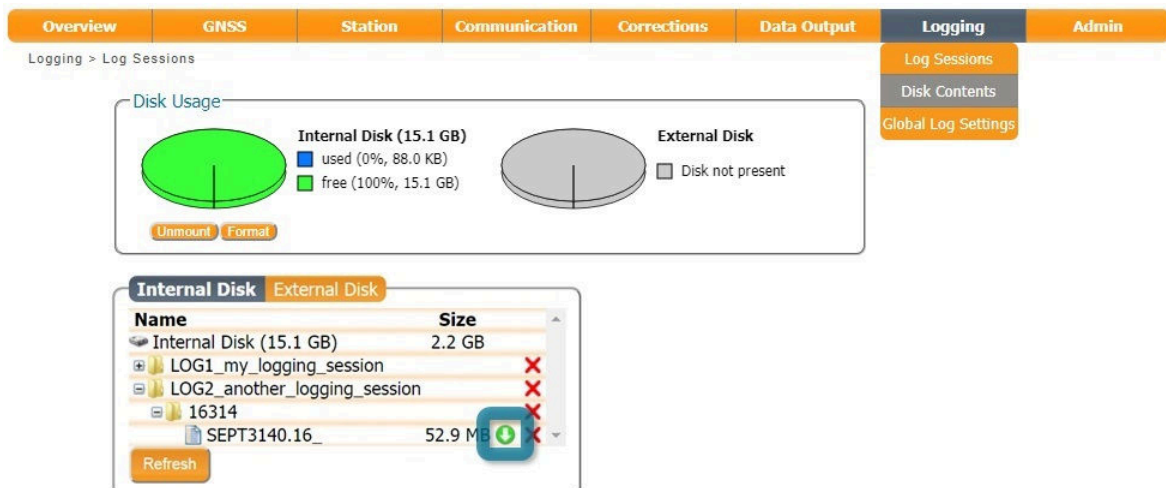 Overview GNSS Station Communication Corrections Data Output Logging Admin
Logging > Log Sessions
Log Sessions
Disk Contents
Global Log Settings
Disk Usage
Internal Disk (15.1 GB)
used (0%, 88.0 KB)
free (100%, 15.1 GB)
External Disk
Disk not present
Unmount Format
Internal Disk External Disk
Name Size
Internal Disk (15.1 GB) 2.2 GB
LOG1_my_logging_session
LOG2_another_logging_session
16314
SEPT3140.16_ 52.9 MB
Refresh